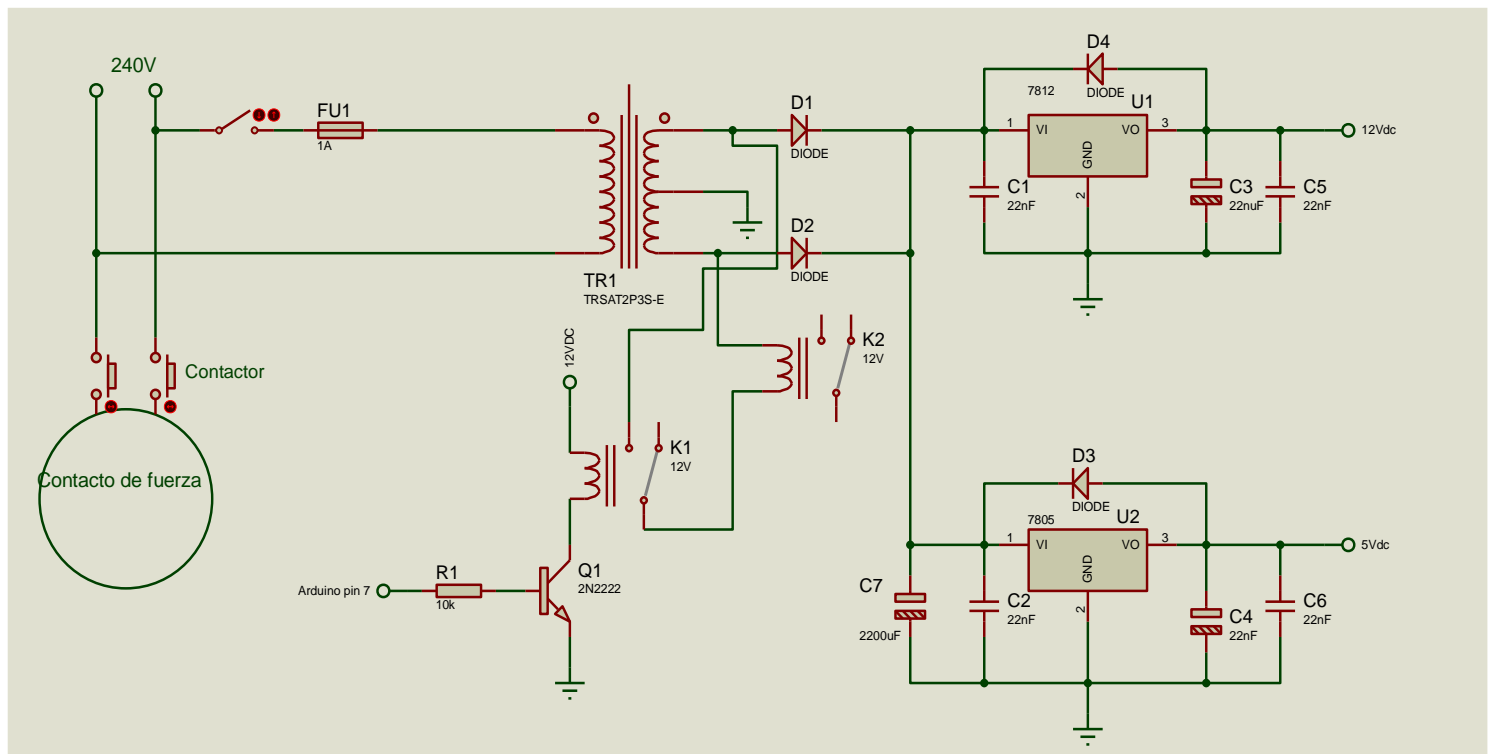 240V
FU1
1A
TR1
TRSAT2P3S-E
D1
DIODE
D2
DIODE
D4
DIODE
7812
U1
1
VI
VO
3
GND
2
12Vdc
C1
22nF
C3
22nuF
C5
22nF
Contactor
Contacto de fuerza
12VDC
K2
12V
K1
12V
Arduino pin 7
R1
10k
Q1
2N2222
D3
DIODE
7805
U2
1
VI
VO
3
GND
2
5Vdc
C7
2200uF
C2
22nF
C4
22nF
C6
22nF